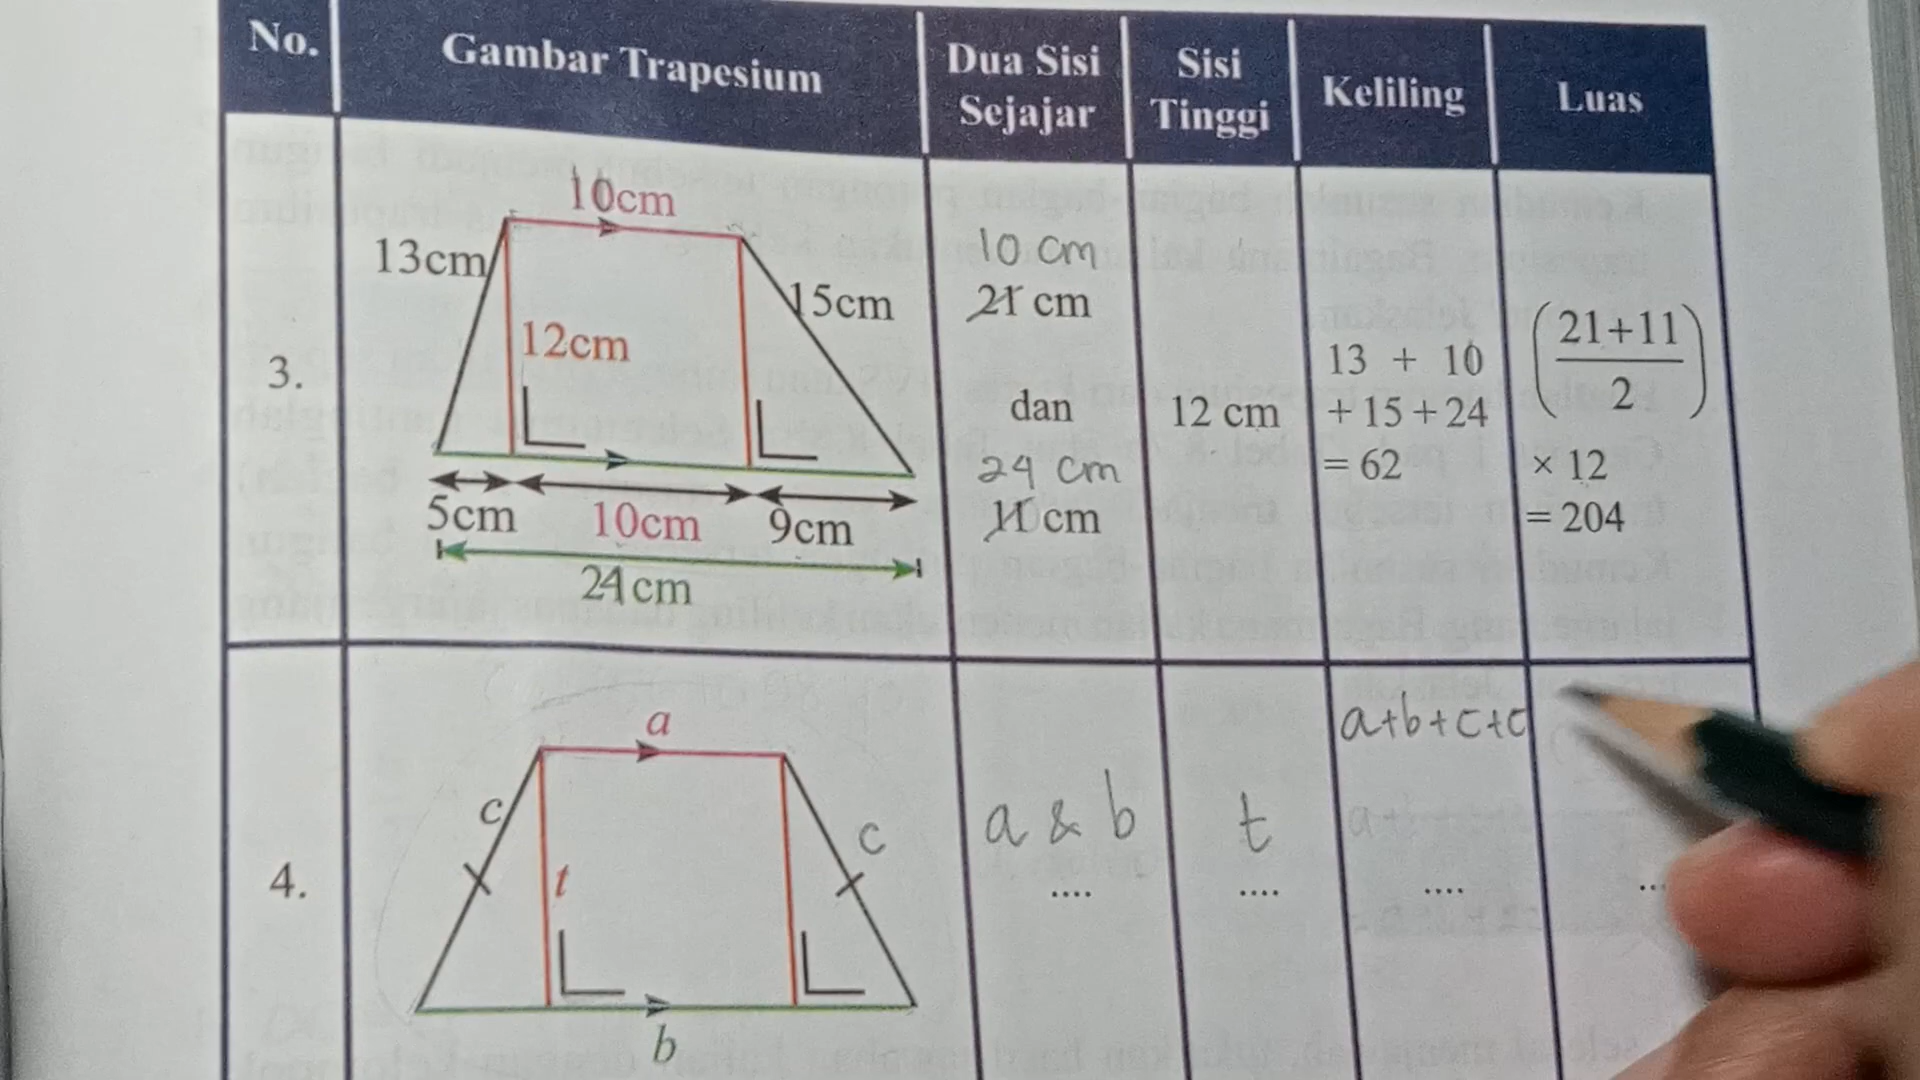 No.
Gambar Trapesium
Dua Sisi
Sejajar
Sisi
Tinggi
Keliling
Luas
3.
10cm
13cm
15cm
12cm
5cm
10cm
9cm
24cm
10 cm
21 cm
dan
24 cm
11 cm
12 cm
13 + 10
+ 15 + 24
= 62
(21+11
2)
× 12
= 204
4.
a
c
c
t
b
a & b
....
t
....
a+b+c+c
....
...